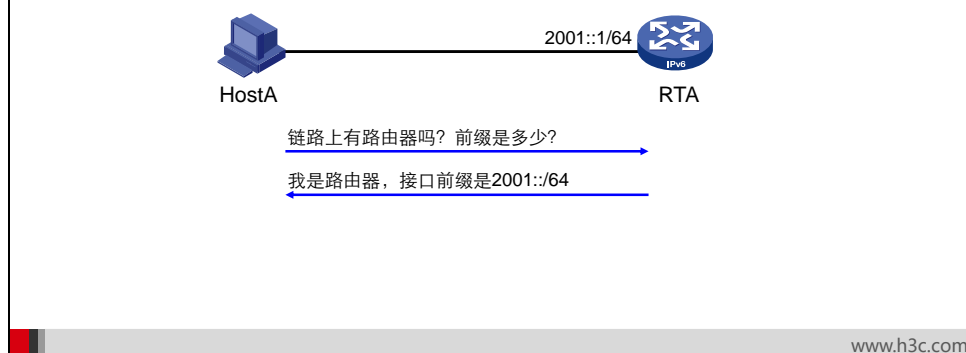 2001::1/64
IPv6
HostA
RTA
链路上有路由器吗？前缀是多少？
我是路由器，接口前缀是2001::/64
www.h3c.com